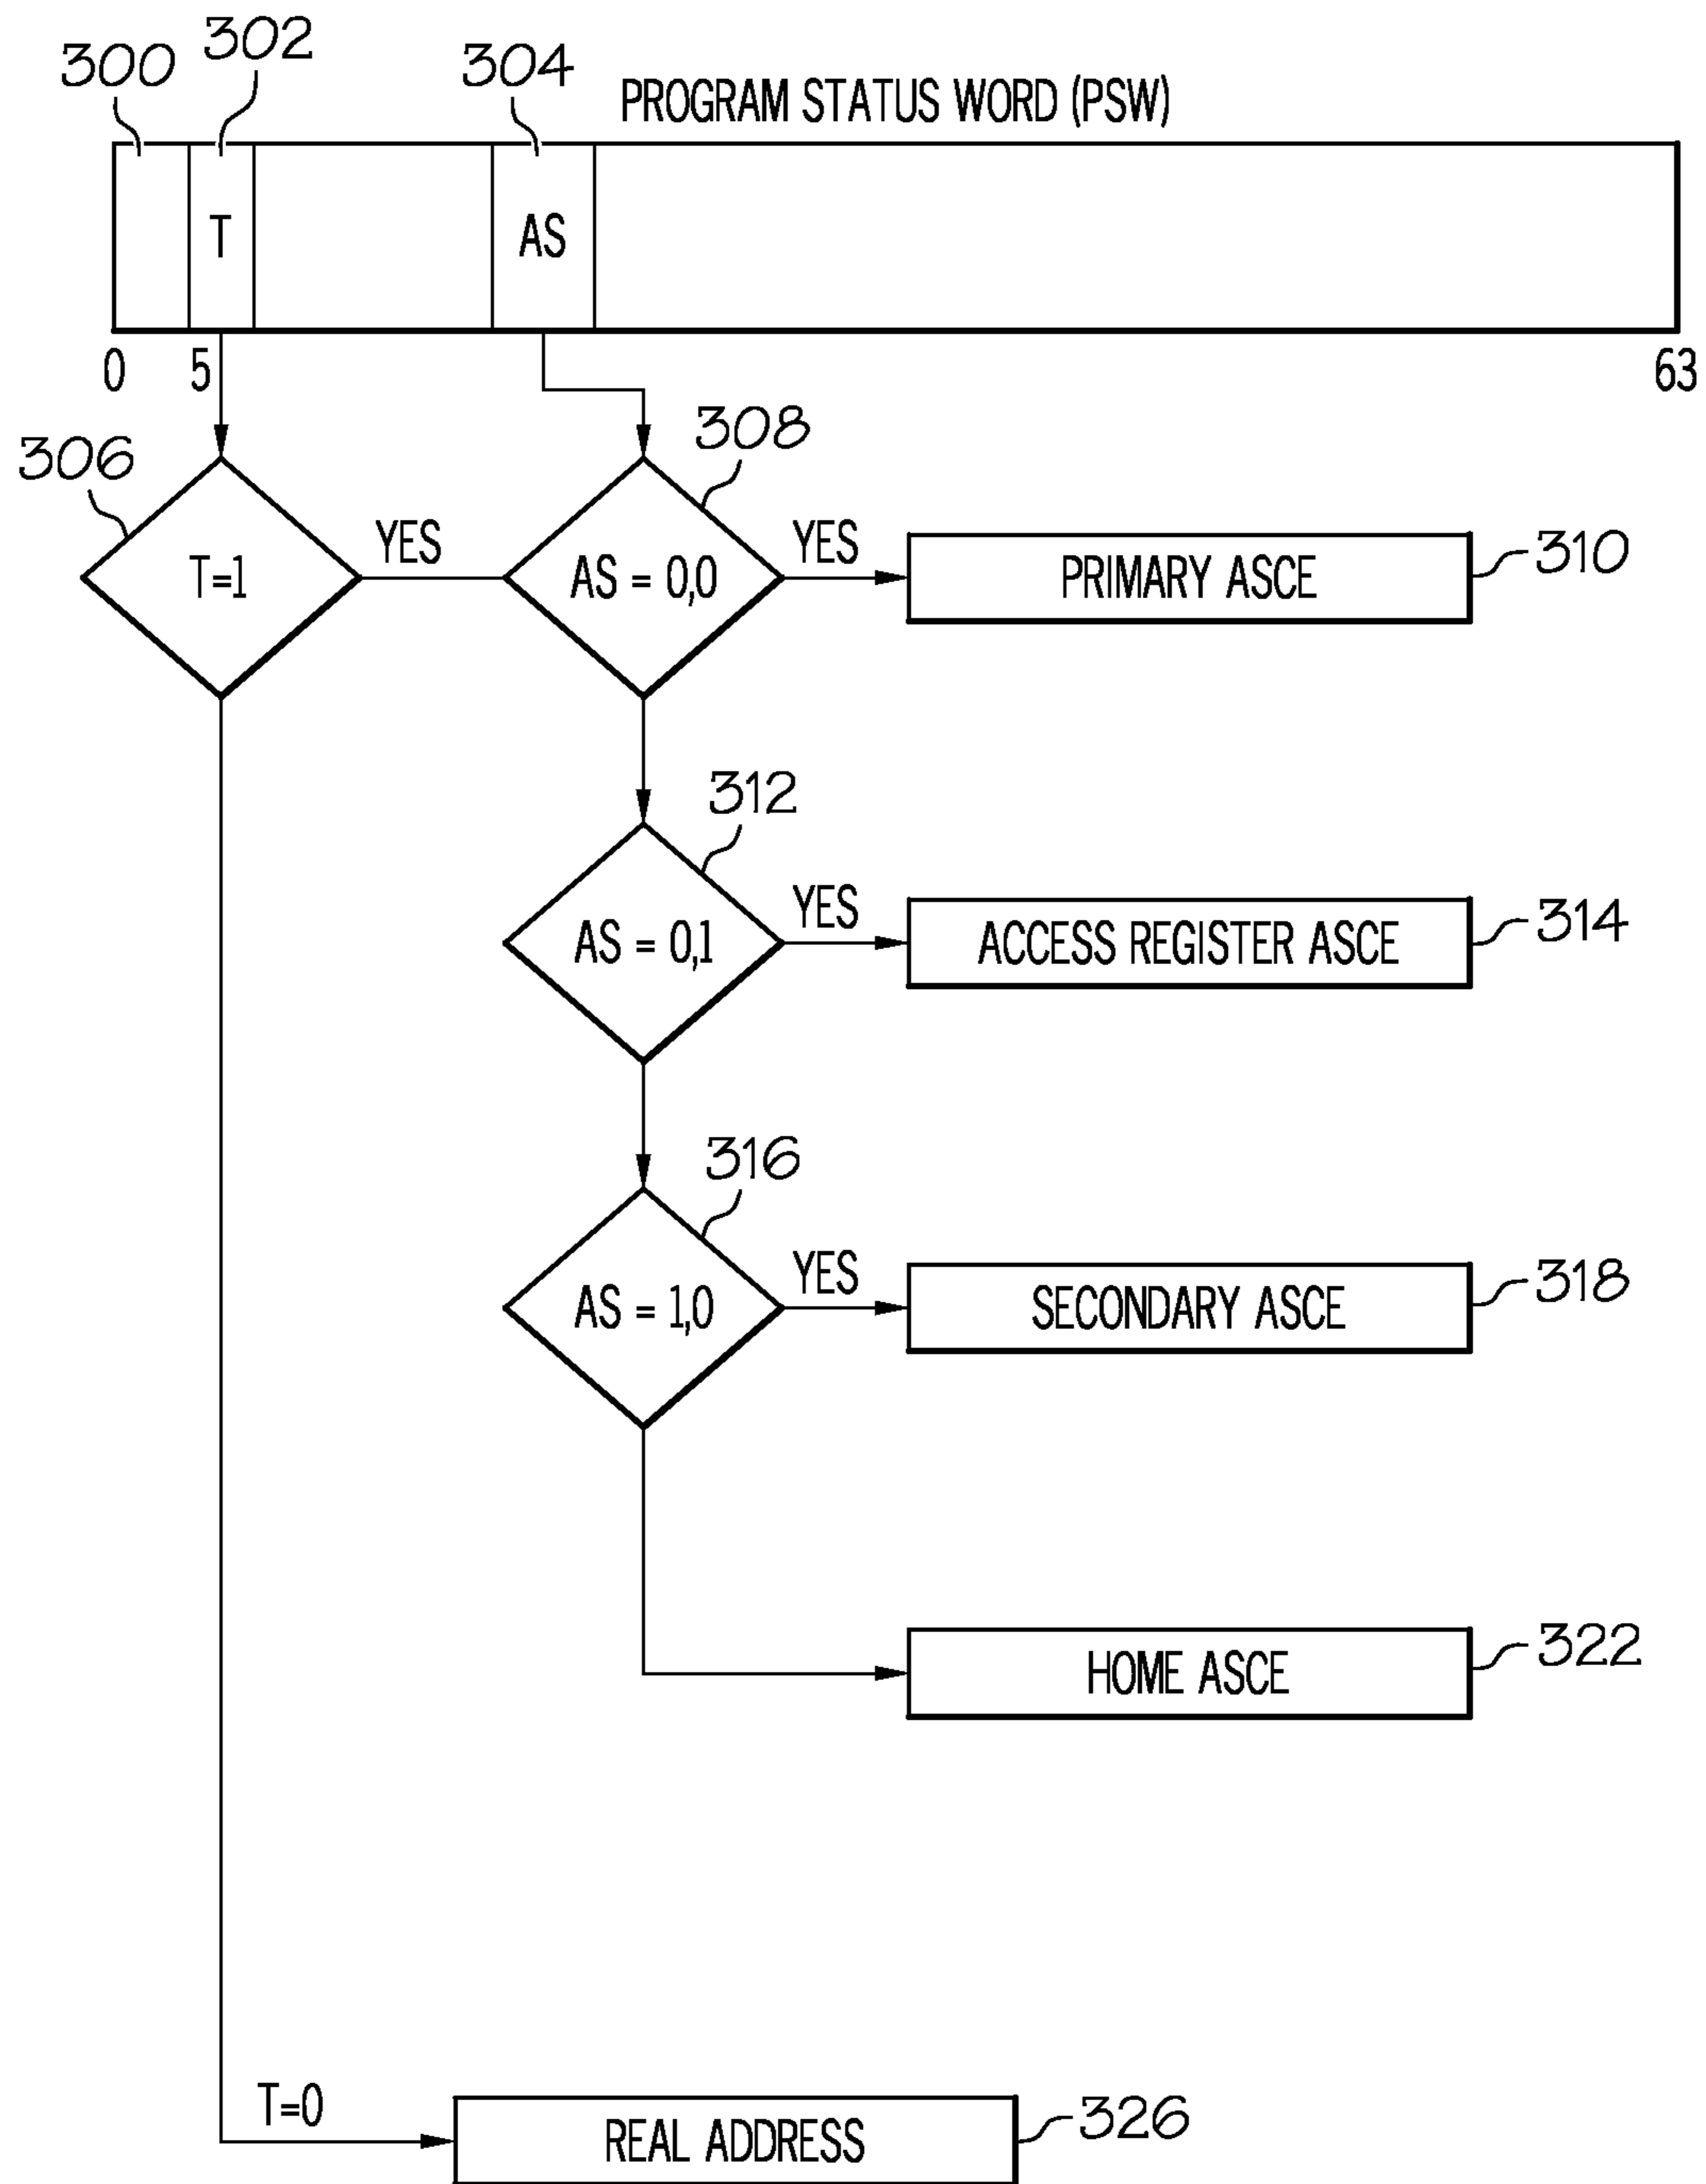 300 302 304
PROGRAM STATUS WORD (PSW)
T AS
0 5 63
306 308
T=1 YES AS = 0,0 YES PRIMARY ASCE 310
312
AS = 0,1 YES ACCESS REGISTER ASCE 314
316
AS = 1,0 YES SECONDARY ASCE 318
HOME ASCE 322
T=0 REAL ADDRESS 326